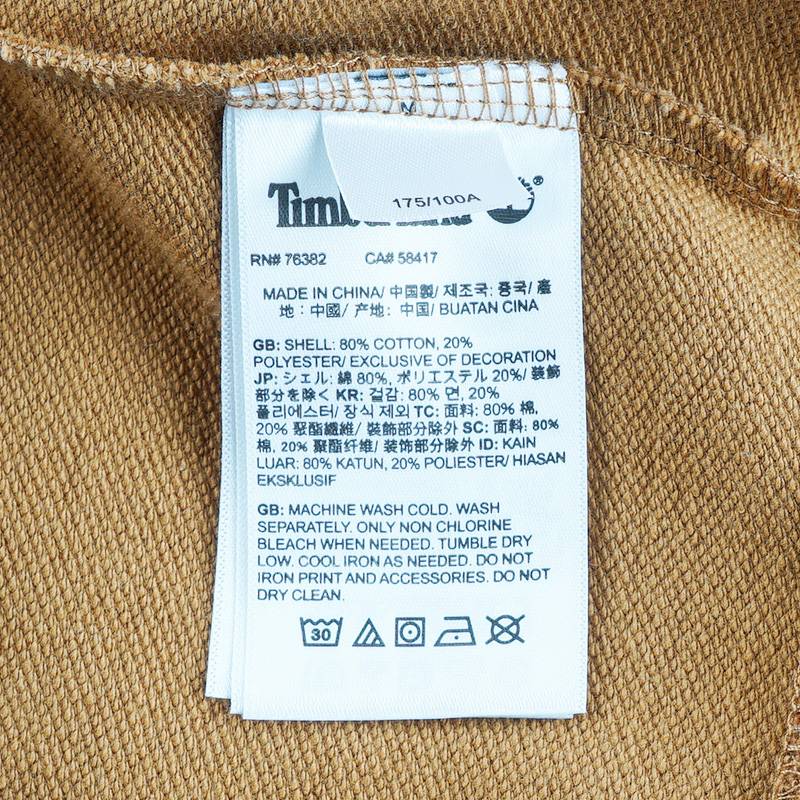 M
175/100A
Timberland ®
RN# 76382 CA# 58417
MADE IN CHINA/ 中国製/ 제조국: 중국/ 產
地：中國/ 产地: 中国/ BUATAN CINA
GB: SHELL: 80% COTTON, 20%
POLYESTER/ EXCLUSIVE OF DECORATION
JP: シェル: 綿 80%, ポリエステル 20%/ 装飾
部分を除く KR: 겉감: 80% 면, 20%
폴리에스터/ 장식 제외 TC: 面料: 80% 棉,
20% 聚酯纖維/ 裝飾部分除外 SC: 面料: 80%
棉, 20% 聚酯纤维/ 装饰部分除外 ID: KAIN
LUAR: 80% KATUN, 20% POLIESTER/ HIASAN
EKSKLUSIF
GB: MACHINE WASH COLD. WASH
SEPARATELY. ONLY NON CHLORINE
BLEACH WHEN NEEDED. TUMBLE DRY
LOW. COOL IRON AS NEEDED. DO NOT
IRON PRINT AND ACCESSORIES. DO NOT
DRY CLEAN.
30